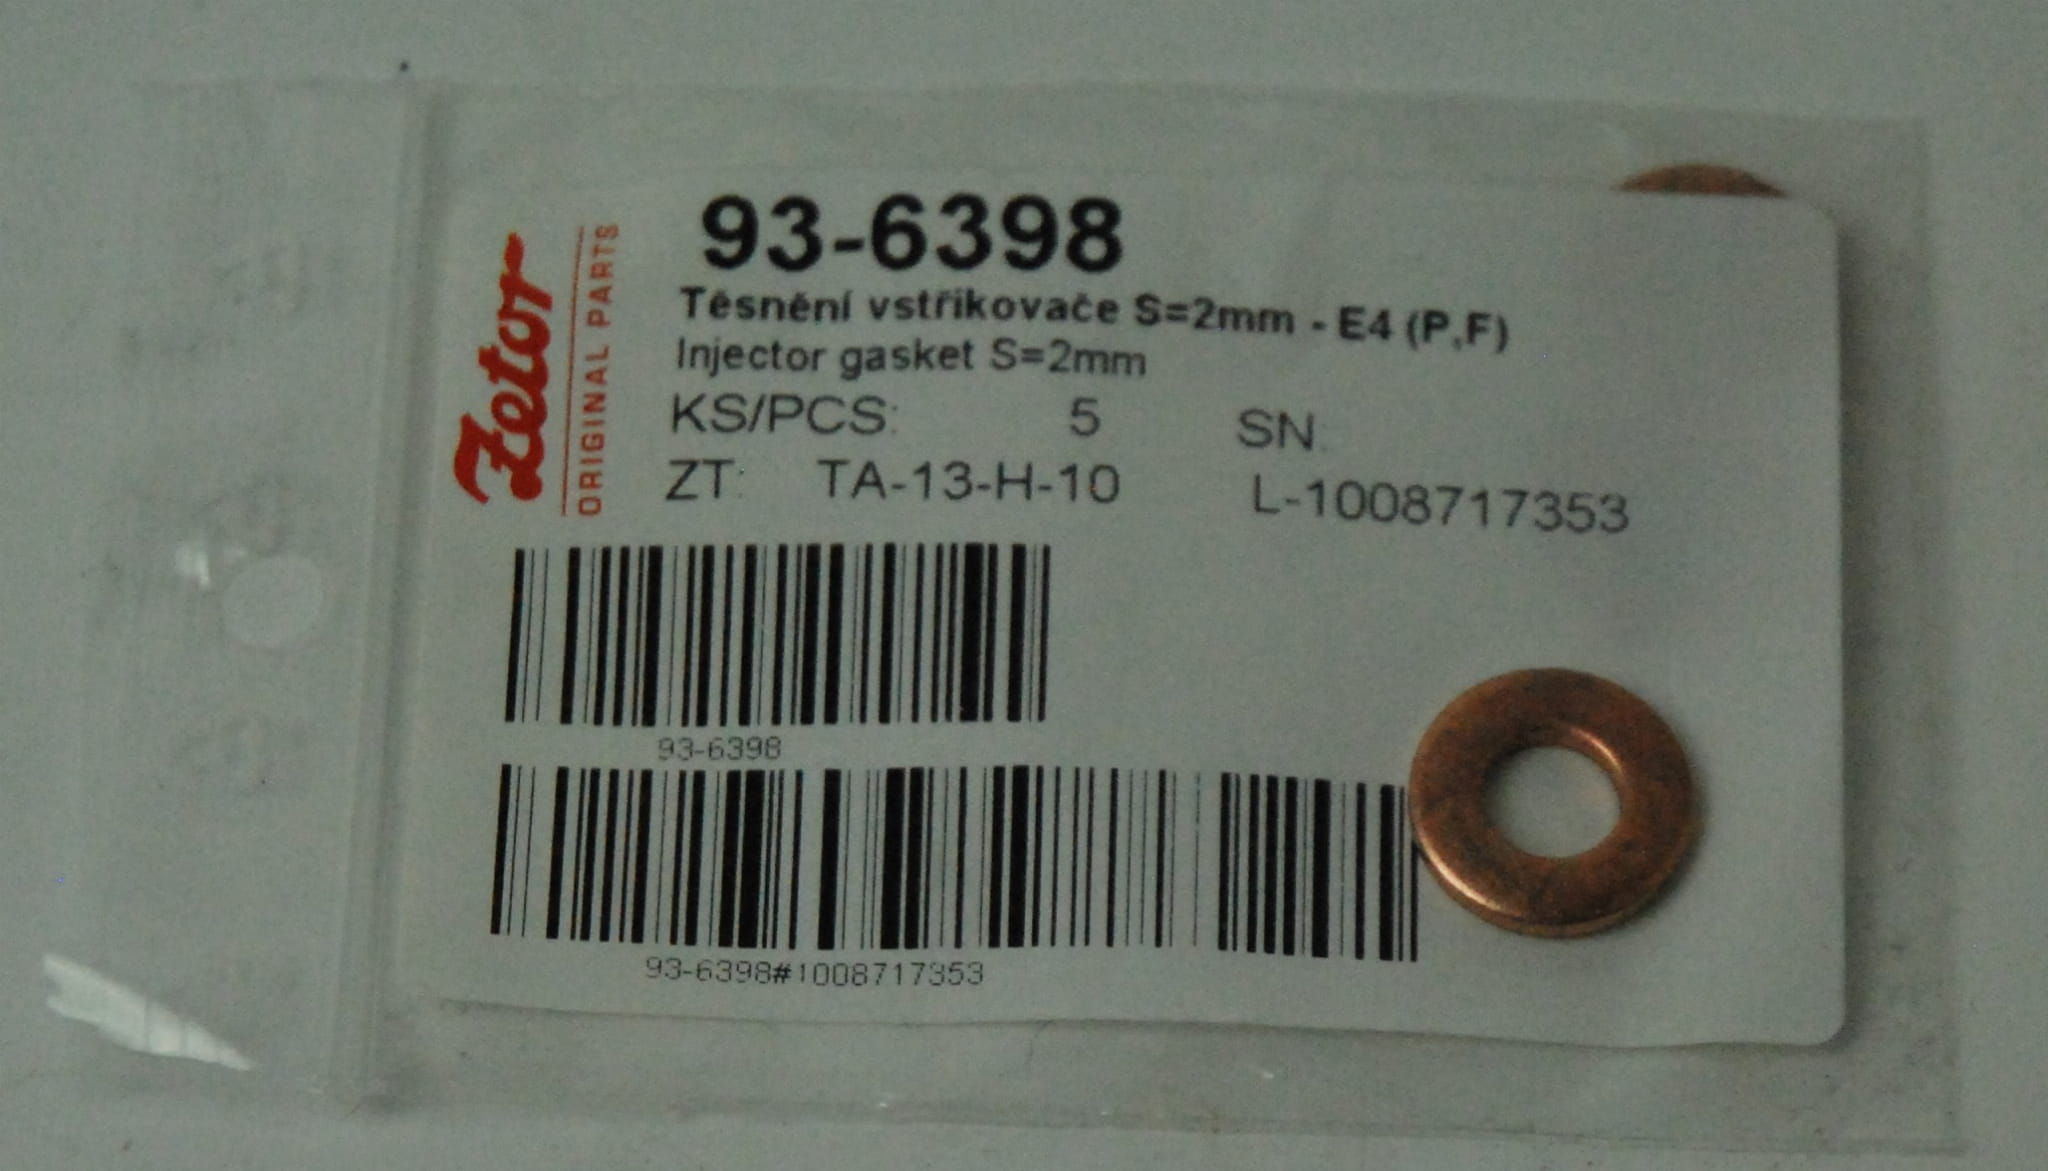 Zetor
ORIGINAL PARTS
93-6398
Těsnění vstřikovače S=2mm - E4 (P,F)
Injector gasket S=2mm
KS/PCS: 5 SN:
ZT: TA-13-H-10 L-1008717353
93-6398
93-6398#1008717353